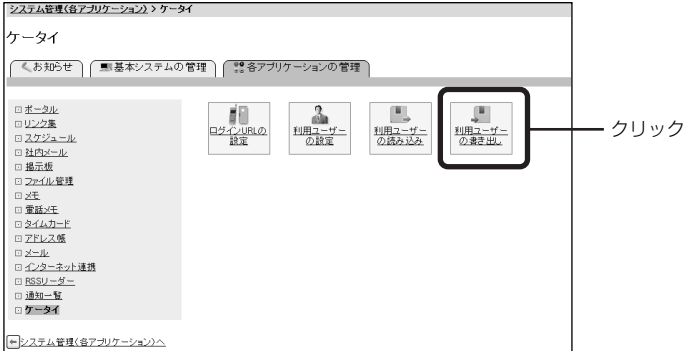 システム管理(各アプリケーション) > ケータイ
ケータイ
お知らせ 基本システムの管理 各アプリケーションの管理
ポータル
リンク集
スケジュール
社内メール
掲示板
ファイル管理
メモ
電話メモ
タイムカード
アドレス帳
メール
インターネット連携
RSSリーダー
通知一覧
ケータイ
ログインURLの
設定
利用ユーザー
の設定
利用ユーザー
の読み込み
利用ユーザー
の書き出し
クリック
システム管理(各アプリケーション)へ